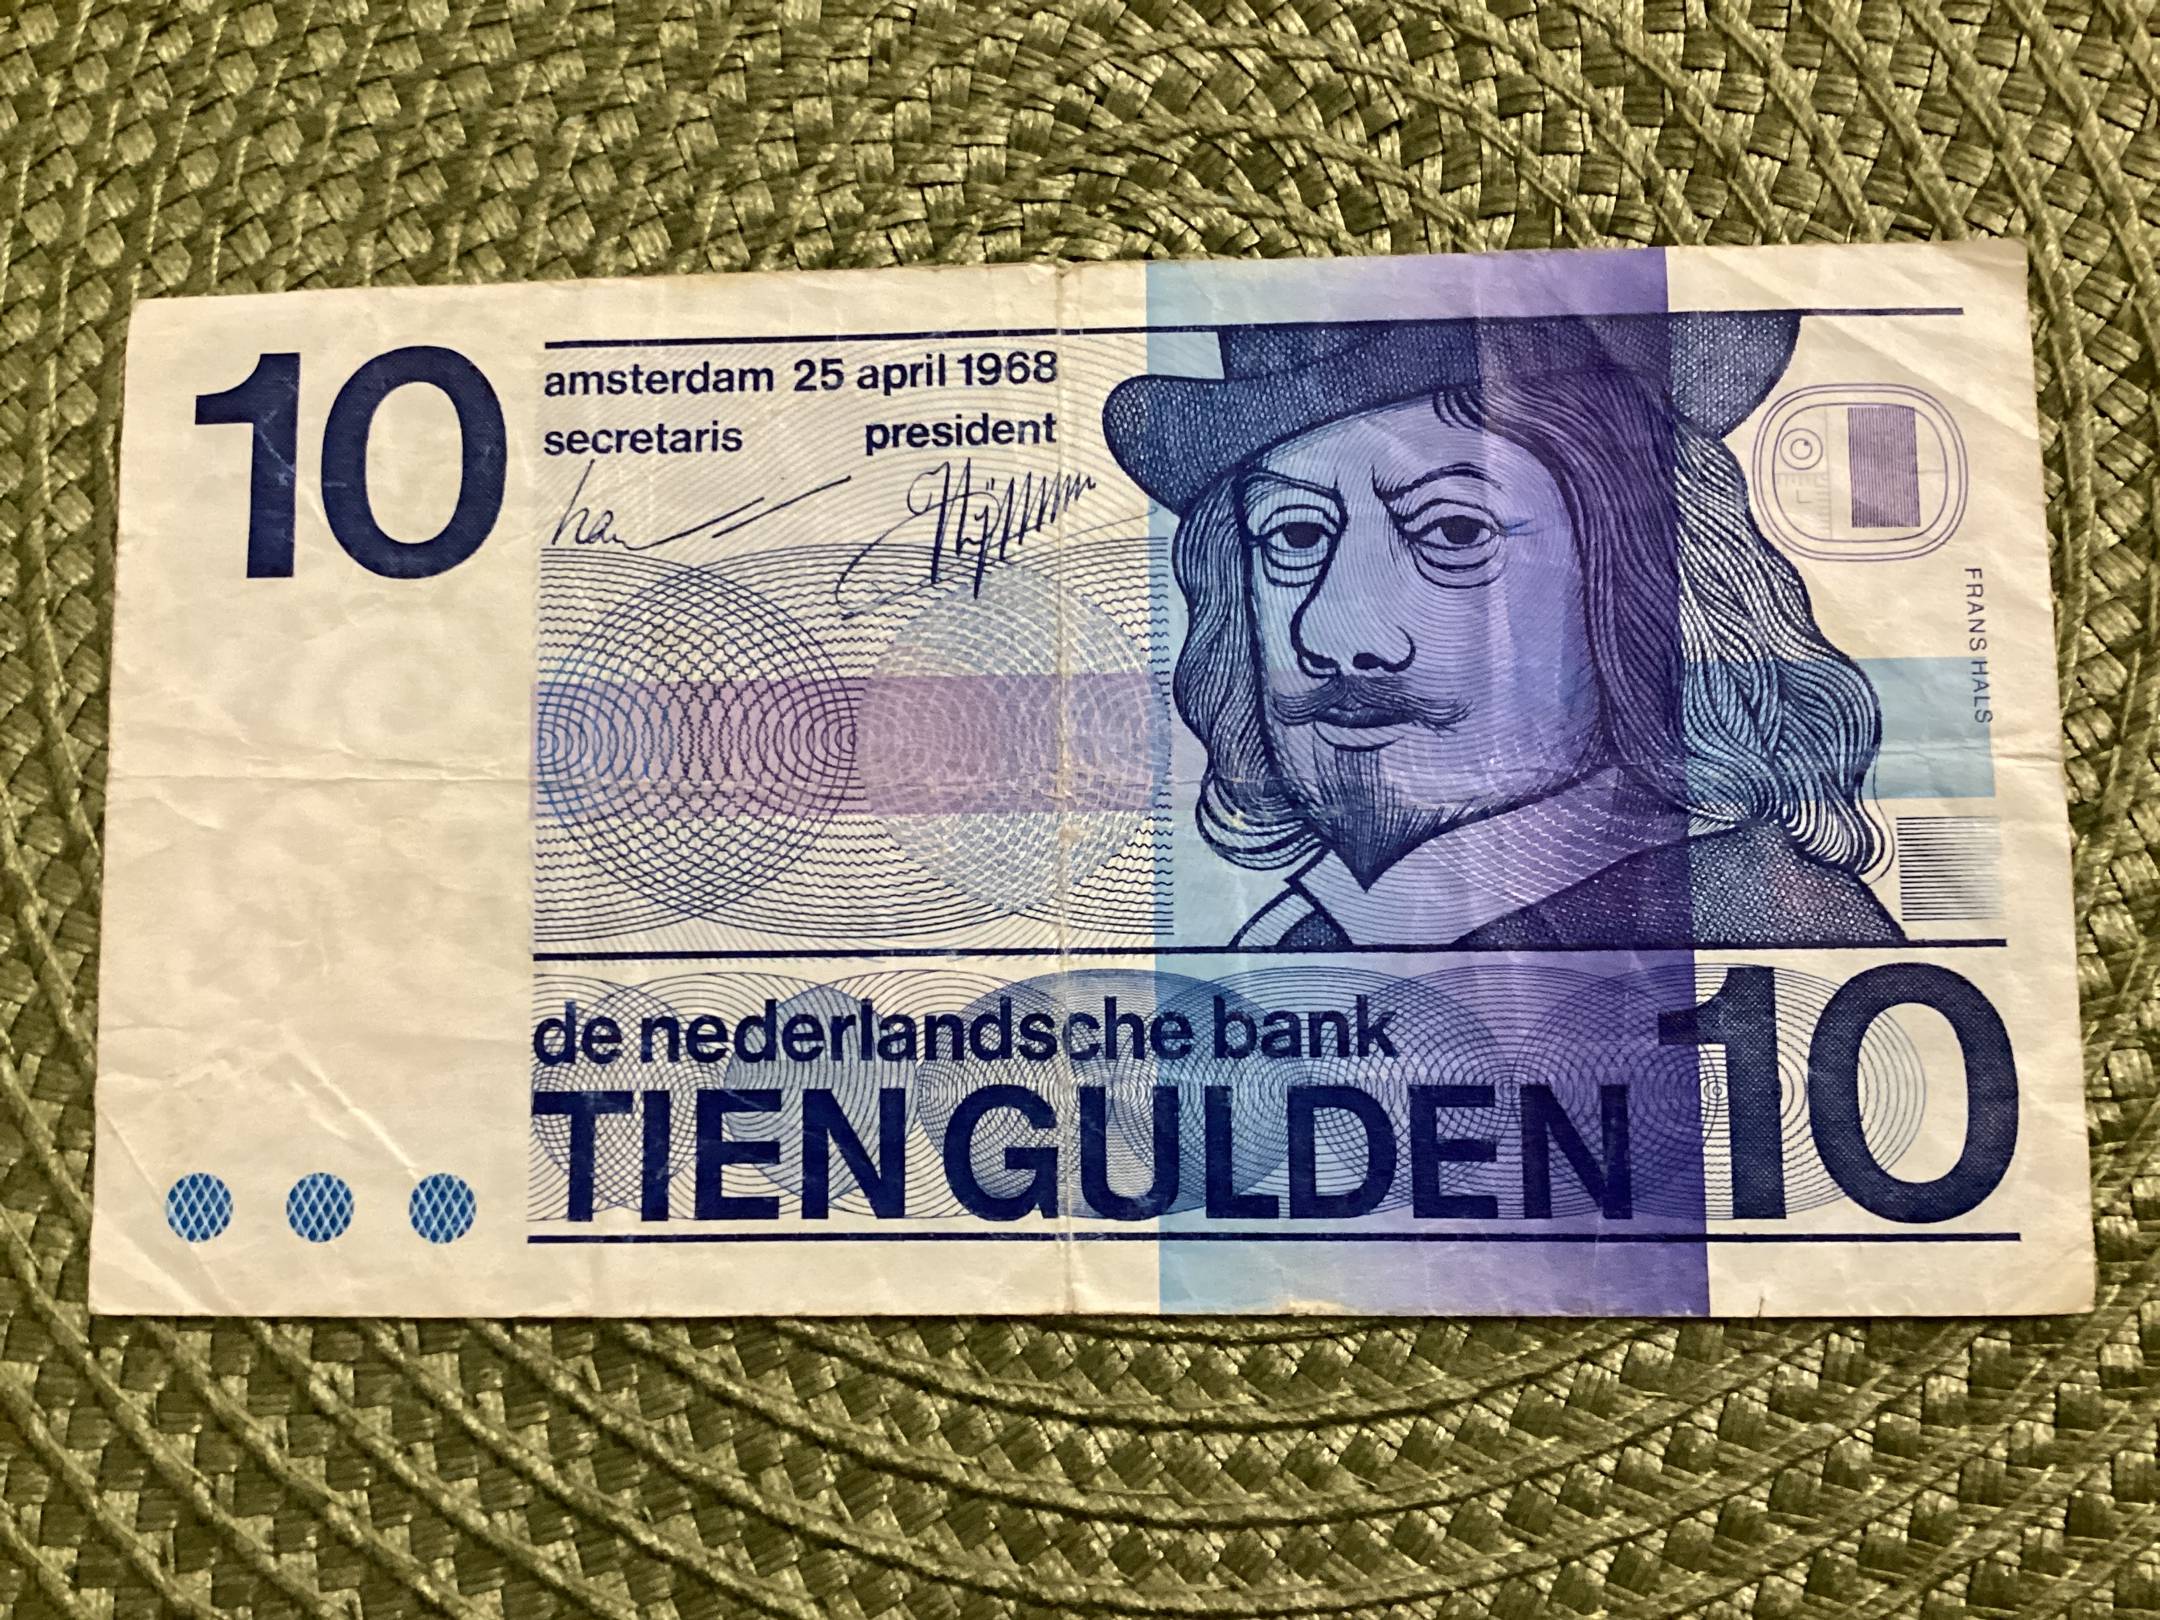 10
amsterdam 25 april 1968
secretaris president
FRANS HALS
de nederlandsche bank
TIEN GULDEN
10